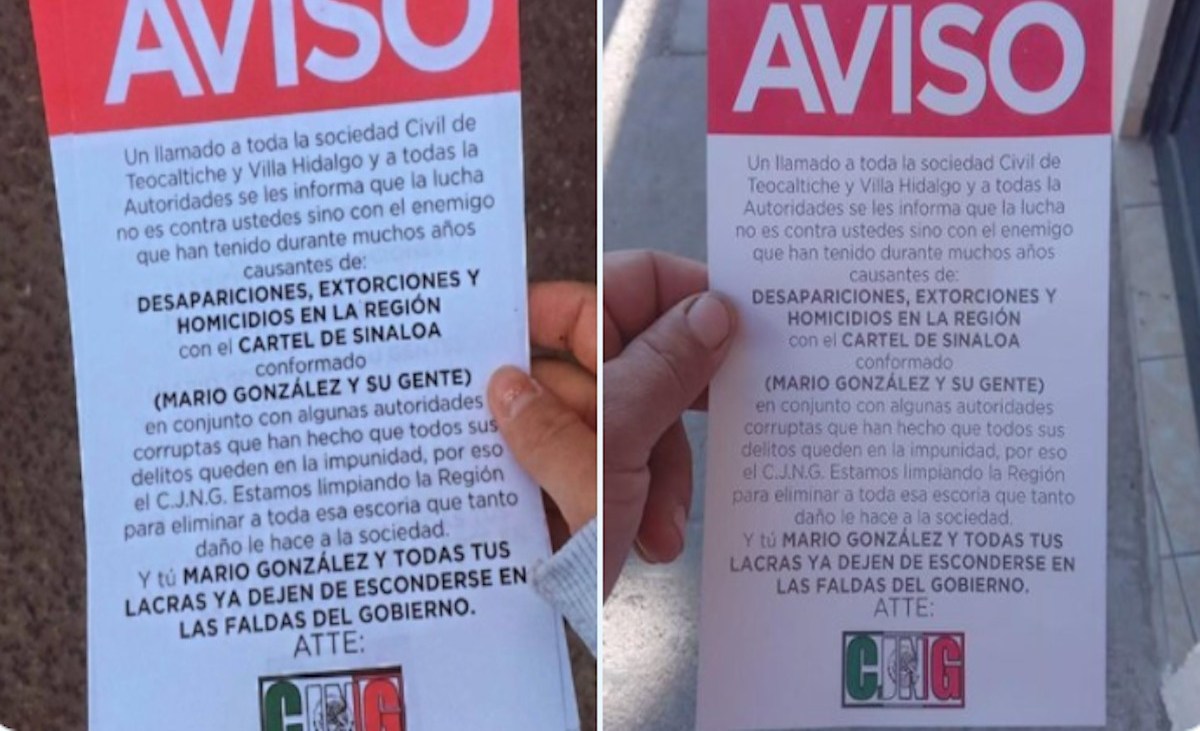 AVISO
Un llamado a toda la sociedad Civil de
Teocaltiche y Villa Hidalgo y a todas la
Autoridades se les informa que la lucha
no es contra ustedes sino con el enemigo
que han tenido durante muchos años
causantes de:
DESAPARICIONES, EXTORCIONES Y
HOMICIDIOS EN LA REGIÓN
con el CARTEL DE SINALOA
conformado
(MARIO GONZÁLEZ Y SU GENTE)
en conjunto con algunas autoridades
corruptas que han hecho que todos sus
delitos queden en la impunidad, por eso
el C.J.N.G. Estamos limpiando la Región
para eliminar a toda esa escoria que tanto
daño le hace a la sociedad.
Y tú MARIO GONZÁLEZ Y TODAS TUS
LACRAS YA DEJEN DE ESCONDERSE EN
LAS FALDAS DEL GOBIERNO.
ATTE:
CJNG
AVISO
Un llamado a toda la sociedad Civil de
Teocaltiche y Villa Hidalgo y a todas la
Autoridades se les informa que la lucha
no es contra ustedes sino con el enemigo
que han tenido durante muchos años
causantes de:
DESAPARICIONES, EXTORCIONES Y
HOMICIDIOS EN LA REGIÓN
con el CARTEL DE SINALOA
conformado
(MARIO GONZÁLEZ Y SU GENTE)
en conjunto con algunas autoridades
corruptas que han hecho que todos sus
delitos queden en la impunidad, por eso
el C.J.N.G. Estamos limpiando la Región
para eliminar a toda esa escoria que tanto
daño le hace a la sociedad.
Y tú MARIO GONZÁLEZ Y TODAS TUS
LACRAS YA DEJEN DE ESCONDERSE EN
LAS FALDAS DEL GOBIERNO.
ATTE:
CJNG